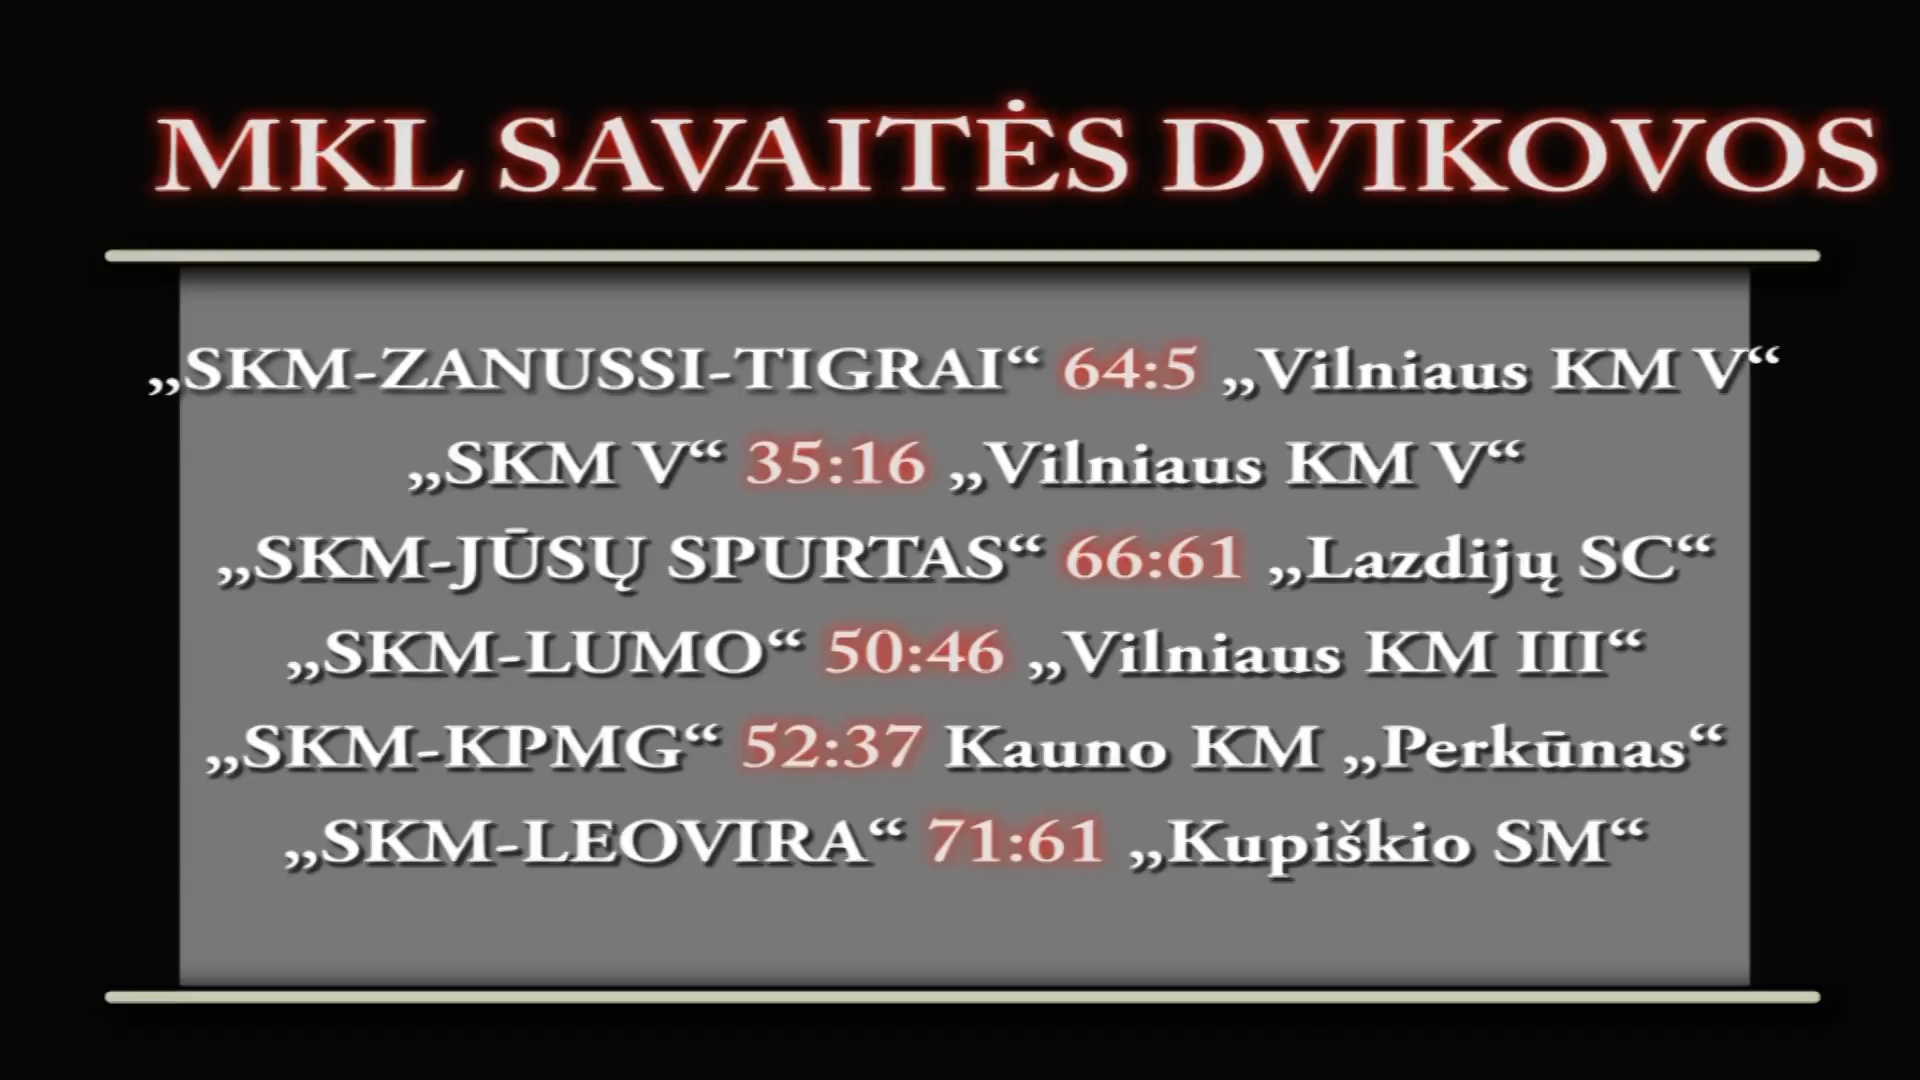 MKL SAVAITĖS DVIKOVOS
„SKM-ZANUSSI-TIGRAI“ 64:5 „Vilniaus KM V“
„SKM V“ 35:16 „Vilniaus KM V“
„SKM-JŪSŲ SPURTAS“ 66:61 „Lazdijų SC“
„SKM-LUMO“ 50:46 „Vilniaus KM III“
„SKM-KPMG“ 52:37 Kauno KM „Perkūnas“
„SKM-LEOVIRA“ 71:61 „Kupiškio SM“